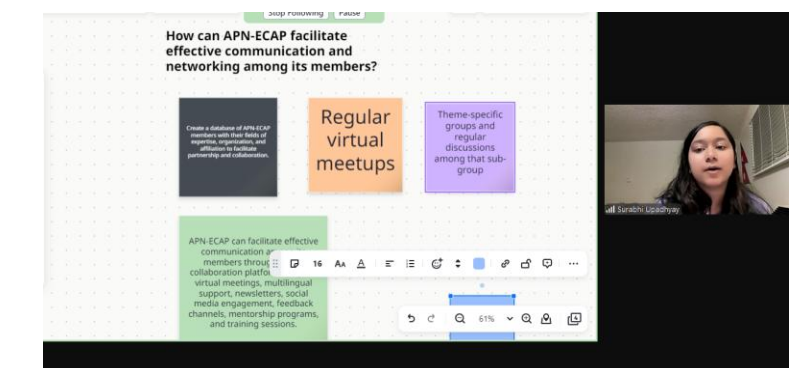 Stop Following Pause
How can APN-ECAP facilitate
effective communication and
networking among its members?
Create a database of APN-ECAP
members with their fields of
expertise, organization, and
affiliation to facilitate
partnership and collaboration.
Regular
virtual
meetups
Theme-specific
groups and
regular
discussions
among that sub-
group
APN-ECAP can facilitate effective
communication
members
collaboration
virtual meetings, multilingual
support, newsletters, social
media engagement, feedback
channels, mentorship programs,
and training sessions.
16
61%
Surabhi Upadhyay